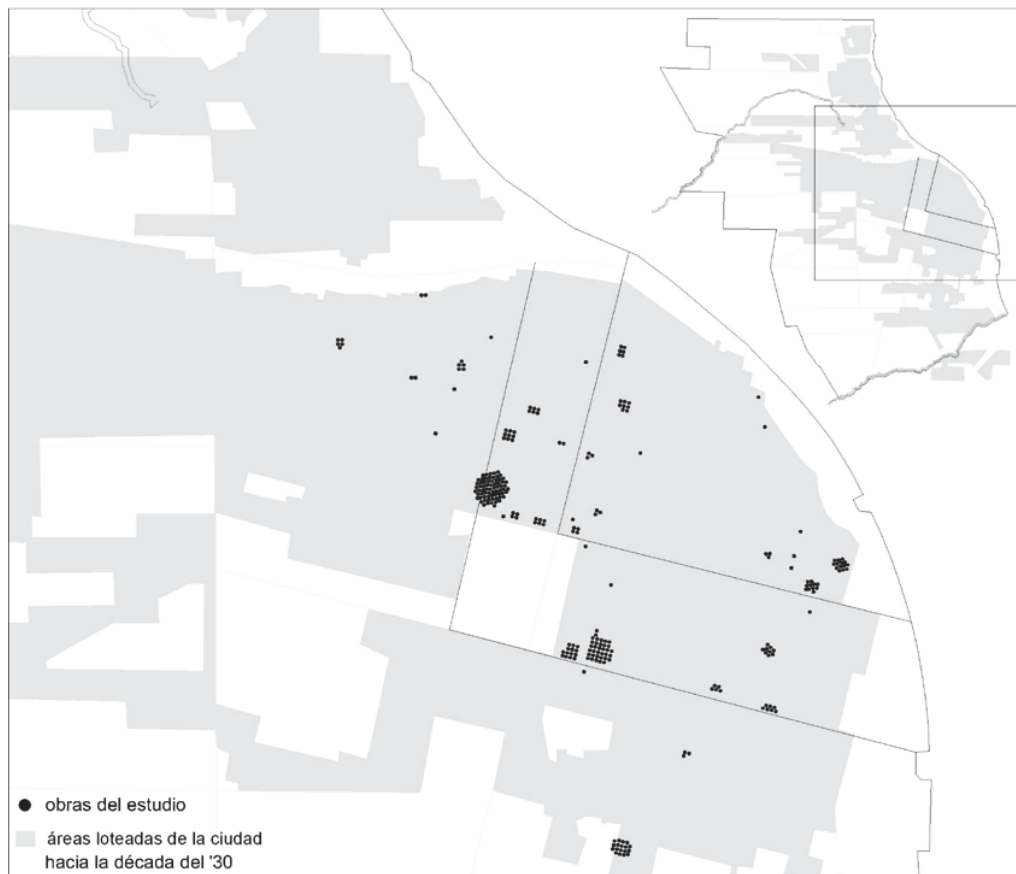 obras del estudio
áreas loteadas de la ciudad
hacia la década del '30